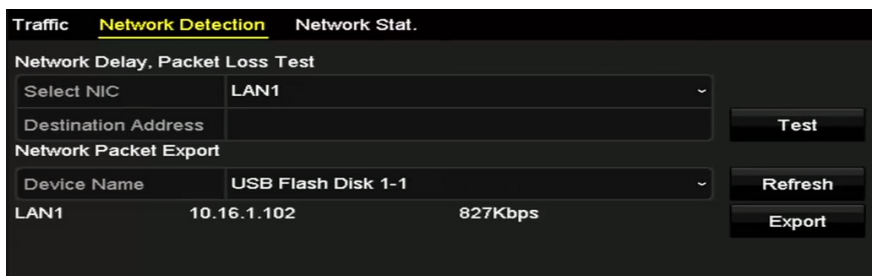 Traffic Network Detection Network Stat.
Network Delay, Packet Loss Test
Select NIC LAN1
Destination Address Test
Network Packet Export
Device Name USB Flash Disk 1-1 Refresh
LAN1 10.16.1.102 827Kbps Export